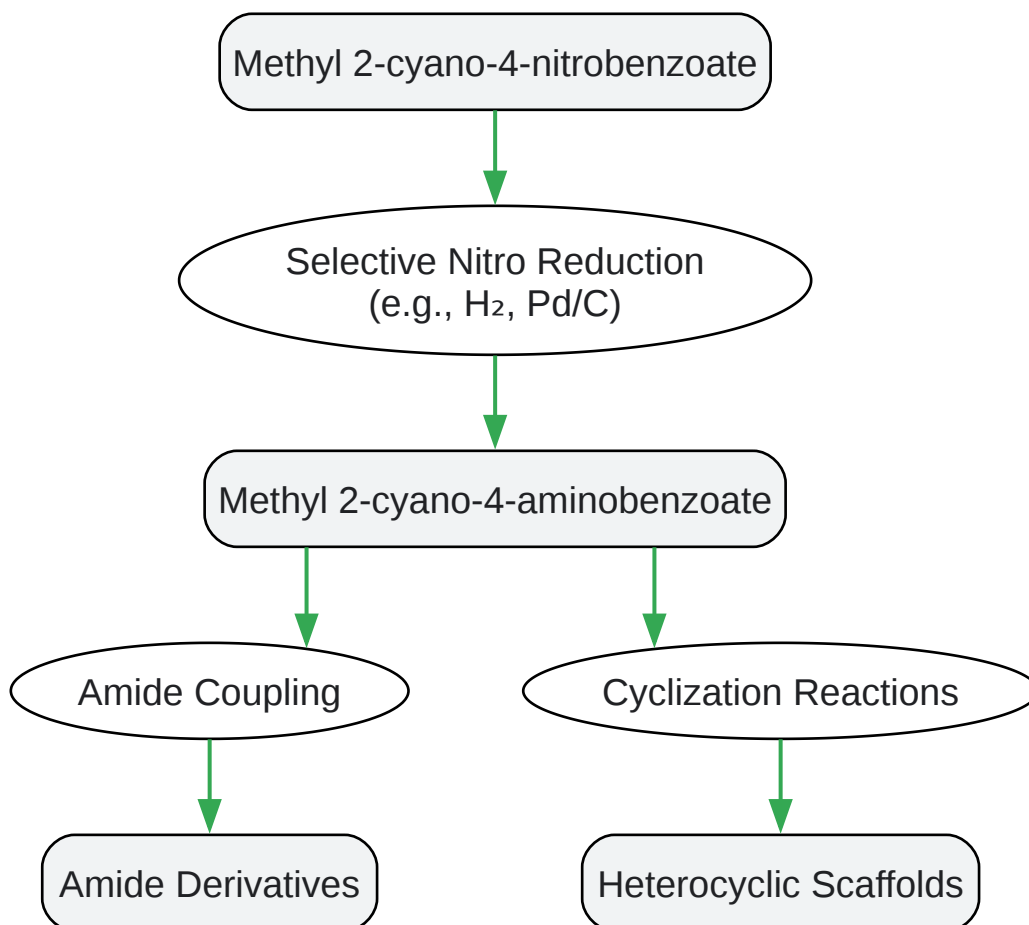 Methyl 2-cyano-4-nitrobenzoate
Selective Nitro Reduction
(e.g., H₂, Pd/C)
Methyl 2-cyano-4-aminobenzoate
Amide Coupling
Cyclization Reactions
Amide Derivatives
Heterocyclic Scaffolds